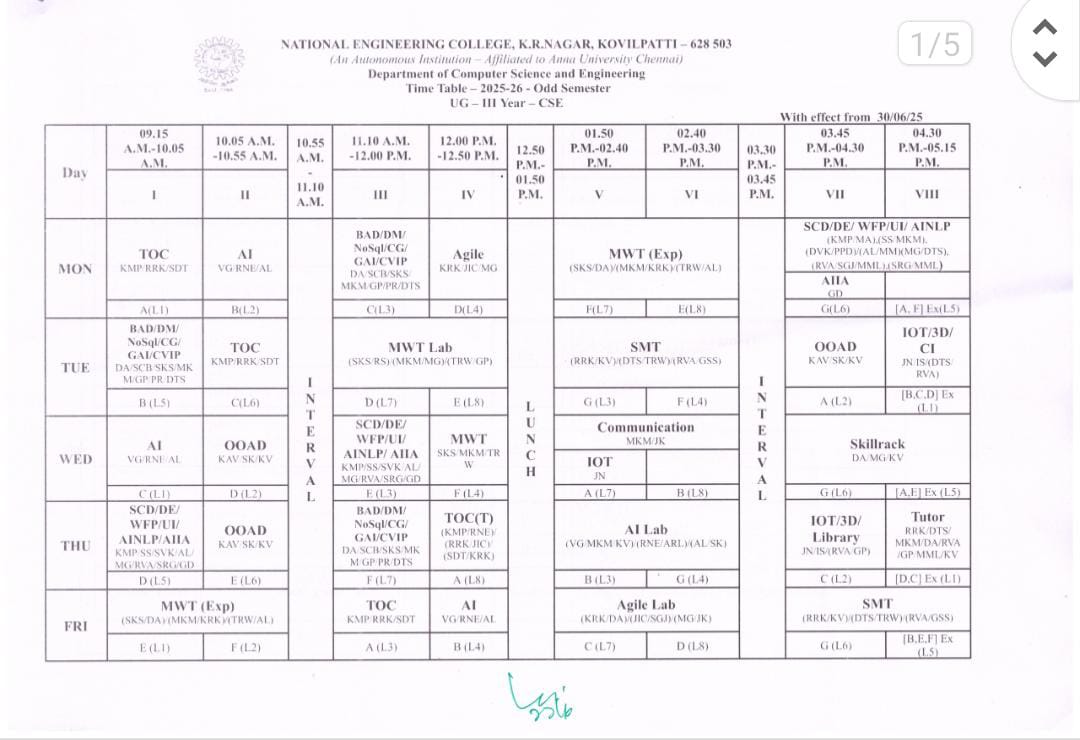 1/5
NATIONAL ENGINEERING COLLEGE, K.R.NAGAR, KOVILPATTI – 628 503
(An Autonomous Institution – Affiliated to Anna University Chennai)
Department of Computer Science and Engineering
Time Table – 2025-26 - Odd Semester
UG – III Year – CSE
With effect from 30/06/25
Day
09.15 A.M.-10.05 A.M.
10.05 A.M. -10.55 A.M.
10.55 A.M. - 11.10 A.M.
11.10 A.M. -12.00 P.M.
12.00 P.M. -12.50 P.M.
12.50 P.M.- 01.50 P.M.
01.50 P.M.-02.40 P.M.
02.40 P.M.-03.30 P.M.
03.30 P.M.- 03.45 P.M.
03.45 P.M.-04.30 P.M.
04.30 P.M.-05.15 P.M.
I II III IV V VI VII VIII
INTERVAL
LUNCH
INTERVAL
MON
TOC
KMP/RRK/SDT
AI
VG/RNE/AL
BAD/DM/
NoSql/CG/
GAI/CVIP
DA/SCB/SKS/
MKM/GP/PR/DTS
Agile
KRK/JIC/MG
MWT (Exp)
(SKS/DA)/(MKM/KRK)/(TRW/AL)
SCD/DE/ WFP/UI/ AINLP
(KMP/MA),(SS/MKM),
(DVK/PPD)/(AL/MM)(MG/DTS),
(RVA/SGJ/MML),(SRG/MML)
AIIA
GD
A(L1) B(L2) C(L3) D(L4) F(L7) E(L8) G(L6) [A, F] Ex(L5)
TUE
BAD/DM/
NoSql/CG/
GAI/CVIP
DA/SCB/SKS/MK
M/GP/PR/DTS
TOC
KMP/RRK/SDT
MWT Lab
(SKS/RS)/(MKM/MG)/(TRW/GP)
SMT
(RRK/KV)/(DTS/TRW)/(RVA/GSS)
OOAD
KAV/SK/KV
IOT/3D/
CI
JN/IS/(DTS/
RVA)
B (L5) C(L6) D (L7) E (L8) G (L3) F (L4) A (L2) [B,C,D] Ex (L1)
WED
AI
VG/RNE/AL
OOAD
KAV/SK/KV
SCD/DE/
WFP/UI/
AINLP/ AIIA
KMP/SS/SVK/AL/
MG/RVA/SRG/GD
MWT
SKS/MKM/TR
W
Communication
MKM/JK
IOT
JN
Skillrack
DA/MG/KV
C (L1) D (L2) E (L3) F (L4) A (L7) B (L8) G (L6) [A,E] Ex (L5)
THU
SCD/DE/
WFP/UI/
AINLP/AIIA
KMP/SS/SVK/AL/
MG/RVA/SRG/GD
OOAD
KAV/SK/KV
BAD/DM/
NoSql/CG/
GAI/CVIP
DA/SCB/SKS/MK
M/GP/PR/DTS
TOC(T)
(KMP/RNE)/
(RRK/JIC)/
(SDT/KRK)
AI Lab
(VG/MKM/KV)/(RNE/ARL)/(AL/SK)
IOT/3D/
Library
JN/IS/(RVA/GP)
Tutor
RRK/DTS/
MKM/DA/RVA
/GP/MML/KV
D (L5) E (L6) F (L7) A (L8) B (L3) G (L4) C (L2) [D,C] Ex (L1)
FRI
MWT (Exp)
(SKS/DA)/(MKM/KRK)/(TRW/AL)
TOC
KMP/RRK/SDT
AI
VG/RNE/AL
Agile Lab
(KRK/DA)/(JIC/SGJ)/(MG/JK)
SMT
(RRK/KV)/(DTS/TRW)/(RVA/GSS)
E (L1) F (L2) A (L3) B (L4) C (L7) D (L8) G (L6) [B,E,F] Ex (L5)